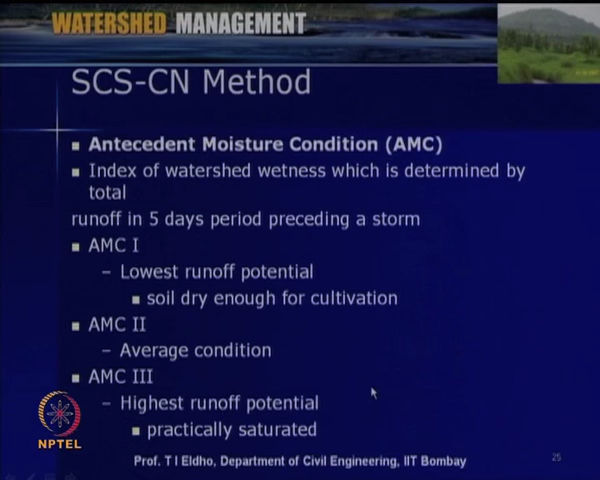 WATERSHED MANAGEMENT
SCS-CN Method
Antecedent Moisture Condition (AMC)
Index of watershed wetness which is determined by
total
runoff in 5 days period preceding a storm
AMC I
– Lowest runoff potential
soil dry enough for cultivation
AMC II
– Average condition
AMC III
– Highest runoff potential
practically saturated
NPTEL
Prof. T I Eldho, Department of Civil Engineering, IIT Bombay
25